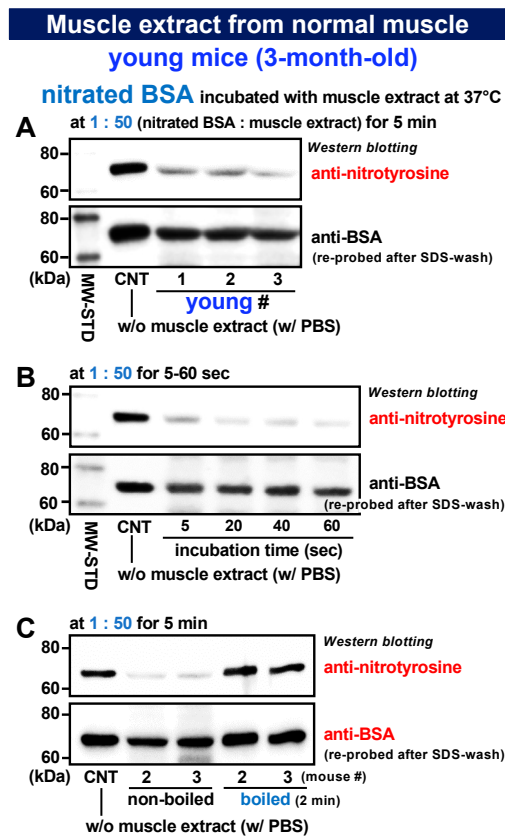 Muscle extract from normal muscle
young mice (3-month-old)
nitrated BSA incubated with muscle extract at 37°C
A
at 1 : 50 (nitrated BSA : muscle extract) for 5 min
Western blotting
80
60
anti-nitrotyrosine
80
60
anti-BSA
(re-probed after SDS-wash)
(kDa)
MW-STD
CNT
1 2 3
young #
w/o muscle extract (w/ PBS)
B
at 1 : 50 for 5-60 sec
Western blotting
80
60
anti-nitrotyrosine
80
60
anti-BSA
(re-probed after SDS-wash)
(kDa)
MW-STD
CNT
5 20 40 60
incubation time (sec)
w/o muscle extract (w/ PBS)
C
at 1 : 50 for 5 min
Western blotting
80
60
anti-nitrotyrosine
80
60
anti-BSA
(re-probed after SDS-wash)
(kDa)
CNT 2 3 2 3 (mouse #)
non-boiled boiled (2 min)
w/o muscle extract (w/ PBS)